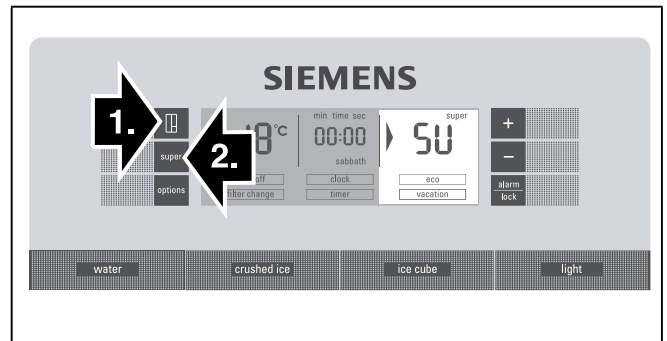 SIEMENS
1.
2.
super
options
18°C
min time sec
00:00
sabbath
super
SU
off
filter change
clock
timer
eco
vacation
+
−
alarm
lock
water
crushed ice
ice cube
light